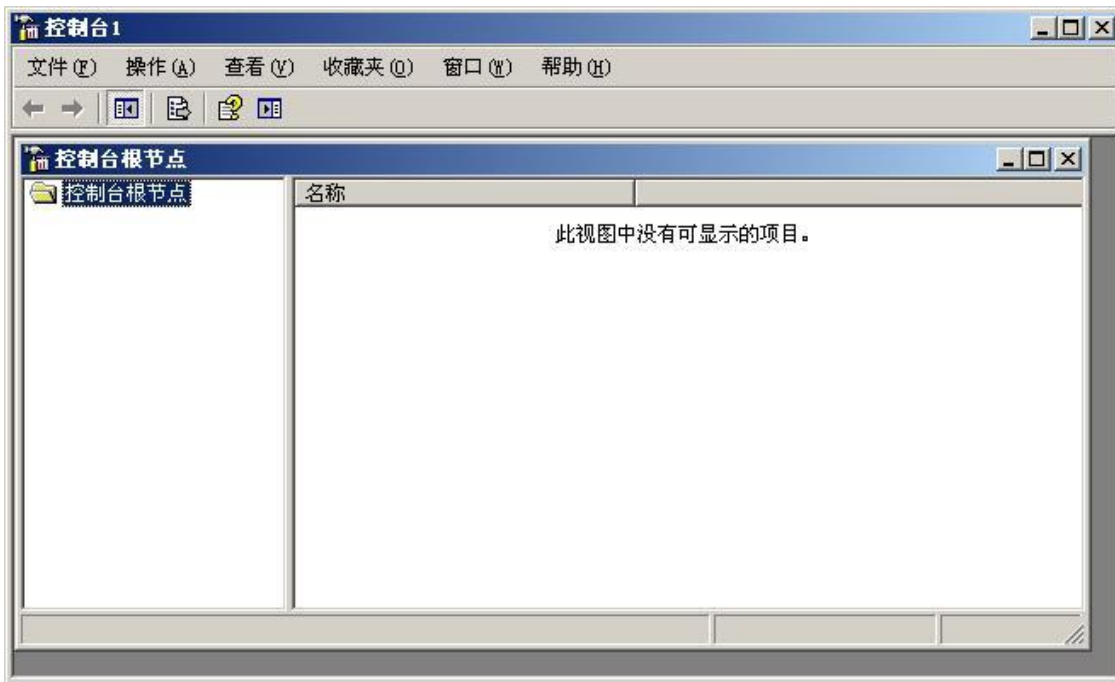 控制台1
文件(F) 操作(A) 查看(V) 收藏夹(O) 窗口(W) 帮助(H)
控制台根节点
控制台根节点
名称
此视图中没有可显示的项目。